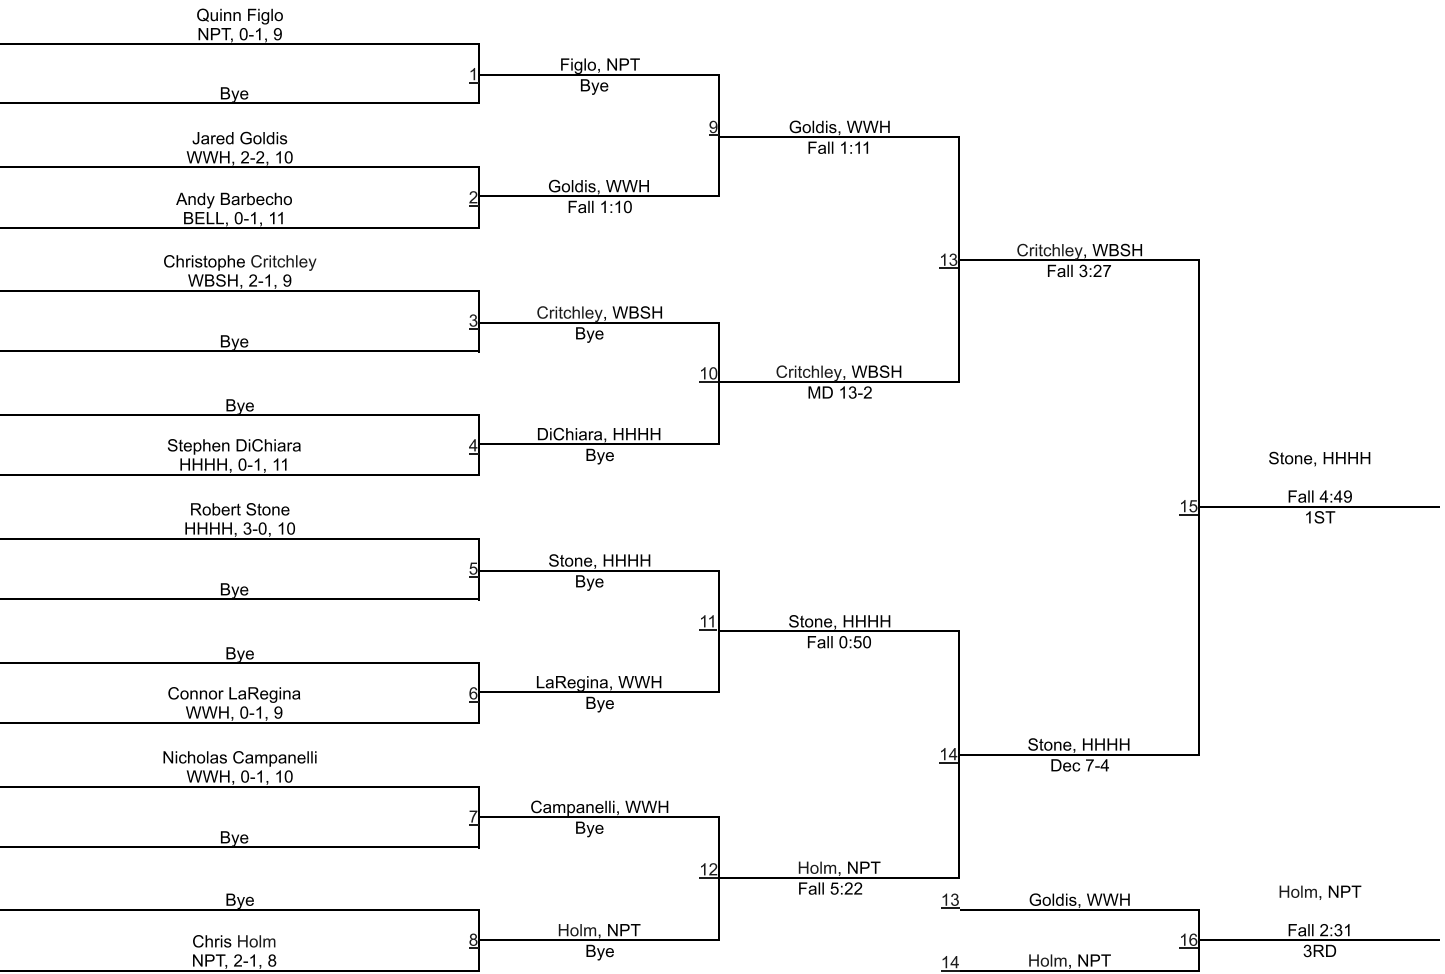 Quinn Figlo
NPT, 0-1, 9
1
Bye
Jared Goldis
WWH, 2-2, 10
2
Andy Barbecho
BELL, 0-1, 11
Christophe Critchley
WBSH, 2-1, 9
3
Bye
Bye
4
Stephen DiChiara
HHHH, 0-1, 11
Robert Stone
HHHH, 3-0, 10
5
Bye
Bye
6
Connor LaRegina
WWH, 0-1, 9
Nicholas Campanelli
WWH, 0-1, 10
7
Bye
Bye
8
Chris Holm
NPT, 2-1, 8
Figlo, NPT
Bye
9
Goldis, WWH
Fall 1:10
Critchley, WBSH
Bye
10
DiChiara, HHHH
Bye
Stone, HHHH
Bye
11
LaRegina, WWH
Bye
Campanelli, WWH
Bye
12
Holm, NPT
Bye
Goldis, WWH
Fall 1:11
13
Critchley, WBSH
MD 13-2
Stone, HHHH
Fall 0:50
14
Holm, NPT
Fall 5:22
Critchley, WBSH
Fall 3:27
15
Stone, HHHH
Dec 7-4
Stone, HHHH
Fall 4:49
1ST
13
Goldis, WWH
16
14
Holm, NPT
Holm, NPT
Fall 2:31
3RD